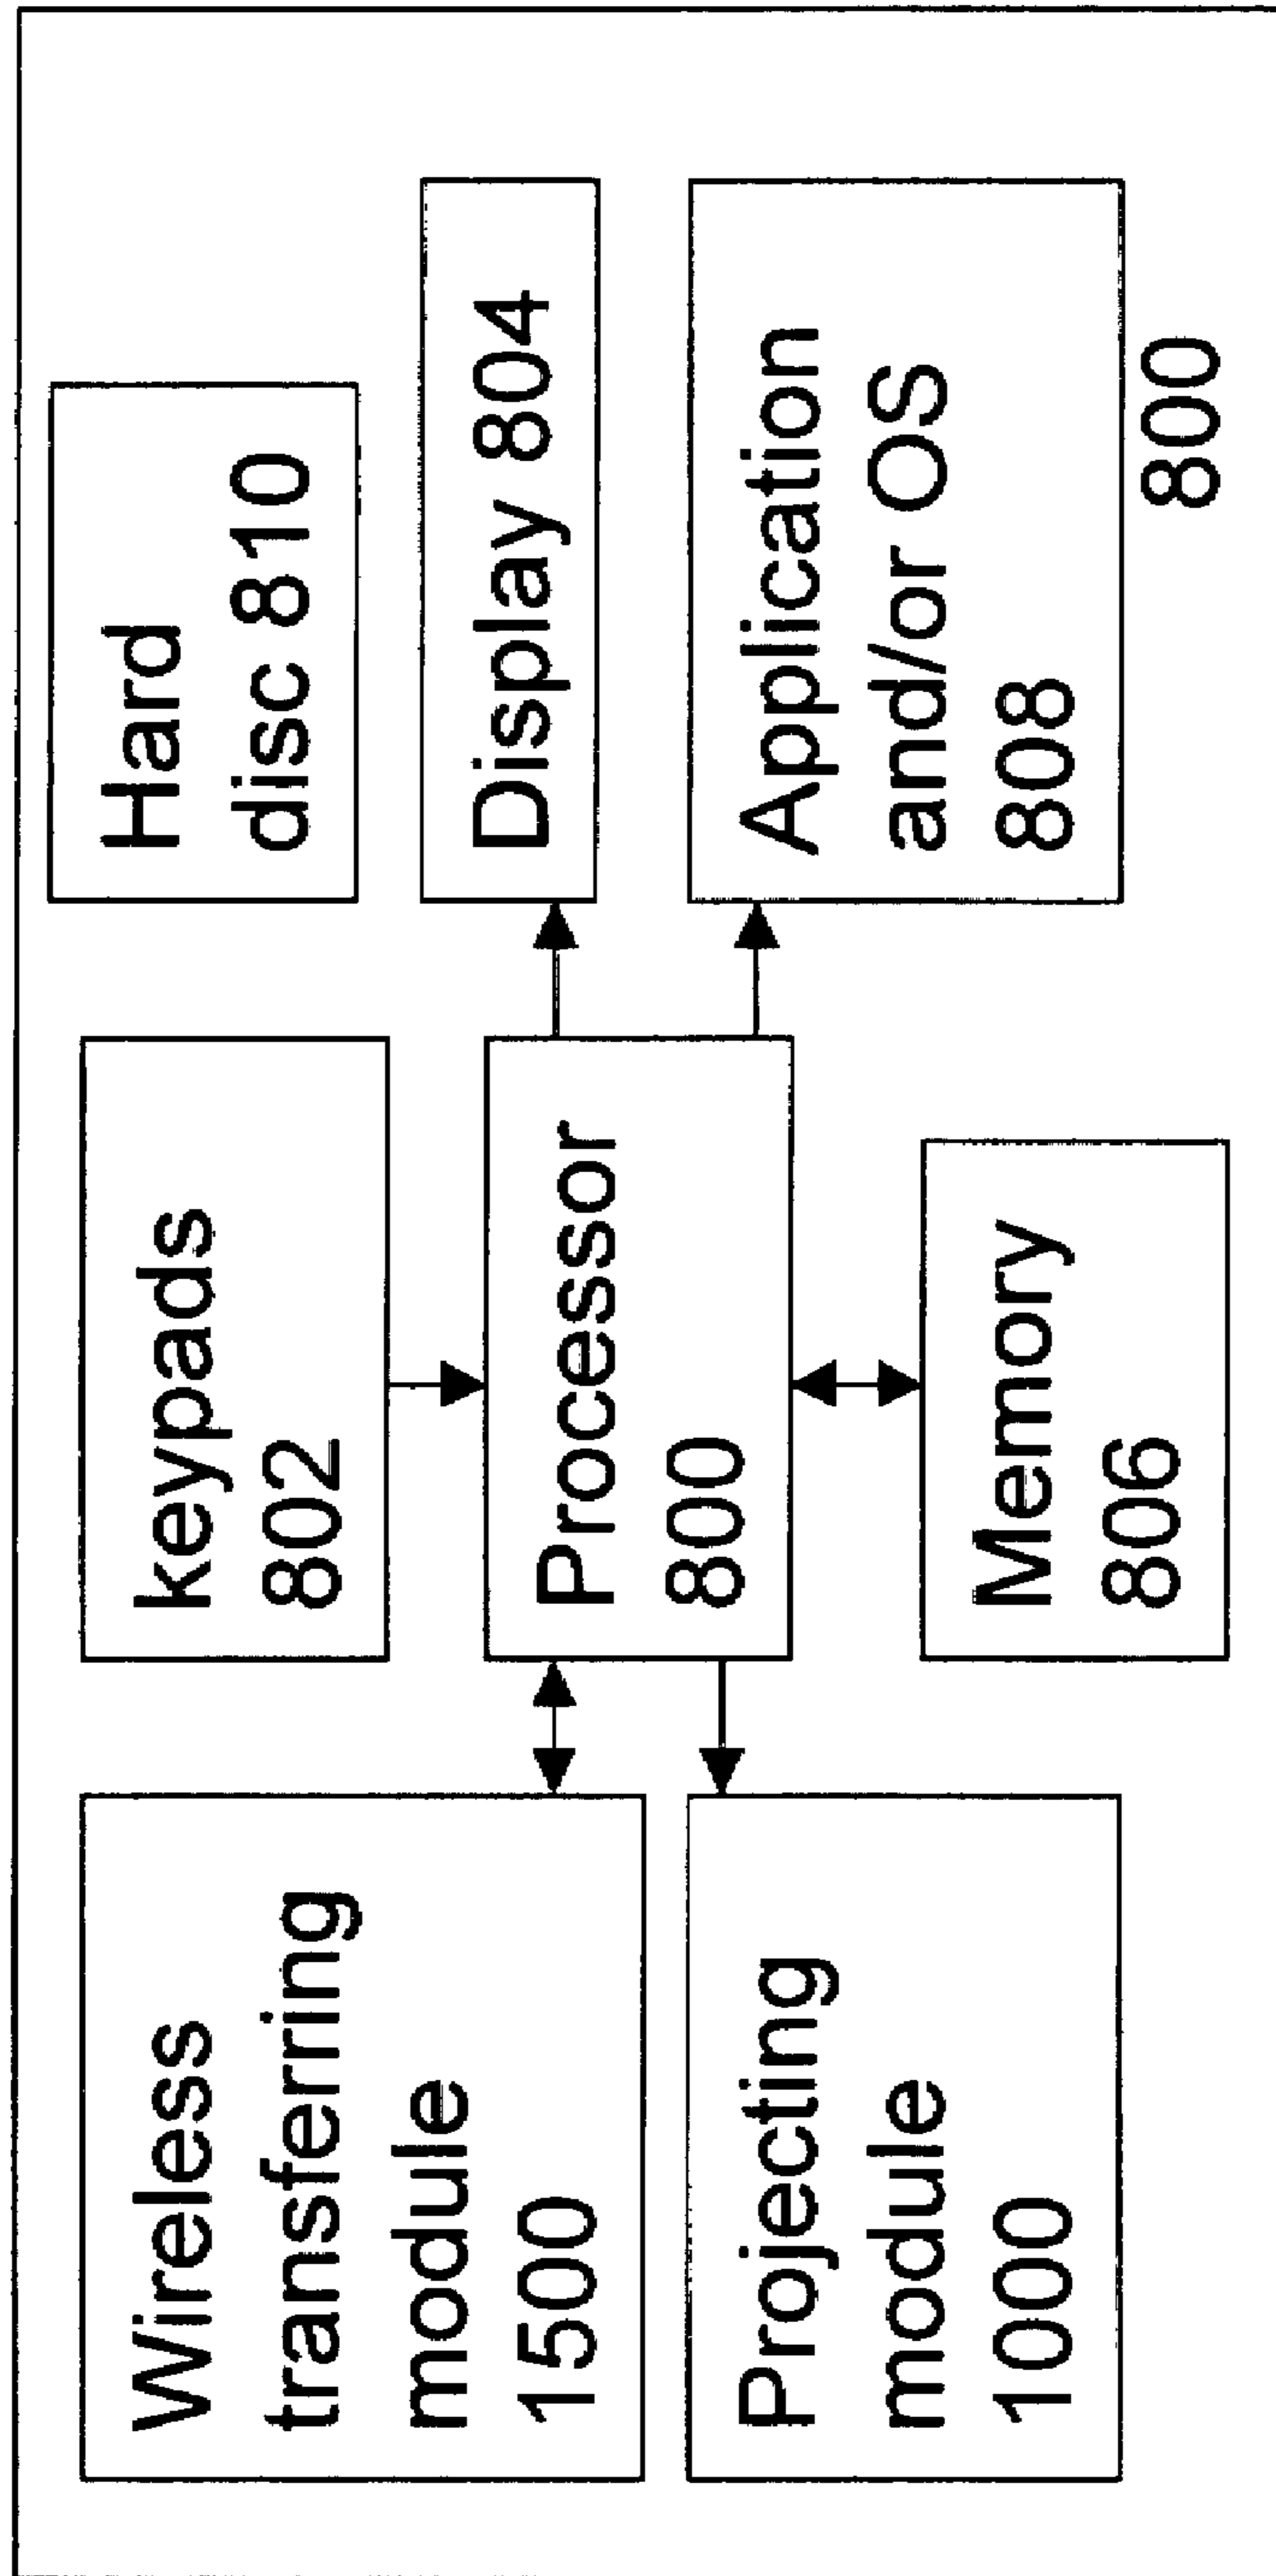 Wireless
transferring
module
1500
keypads
802
Hard
disc 810
Display 804
Processor
800
Projecting
module
1000
Memory
806
Application
and/or OS
808
800